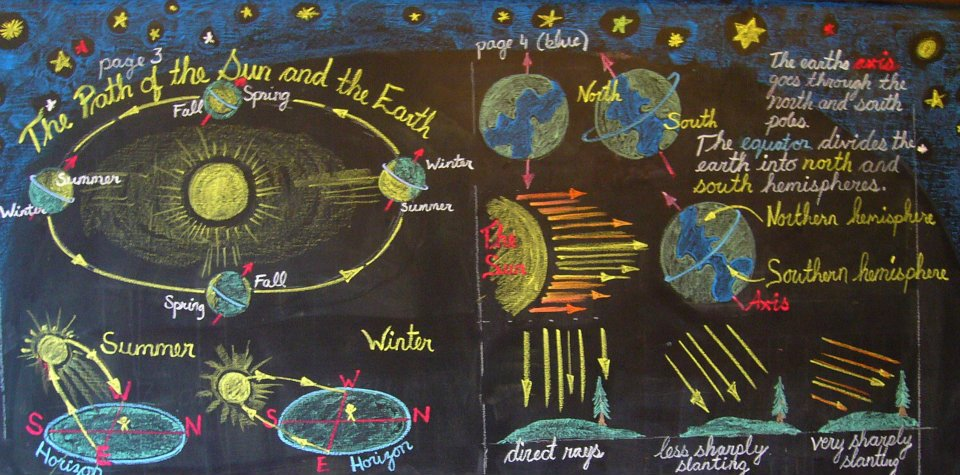 page 3
The Path of the Sun and the Earth
Fall
Spring
Summer
Winter
Winter
Summer
Fall
Spring
Summer
S
W
N
E
Horizon
Winter
W
N
E
Horizon
page 4 (blue)
North
South
The earths axis
goes through the
north and south
poles.
The equator divides the
earth into north and
south hemispheres.
The
Sun
Northern hemisphere
Southern hemisphere
Axis
direct rays
less sharply
slanting
very sharply
slanting